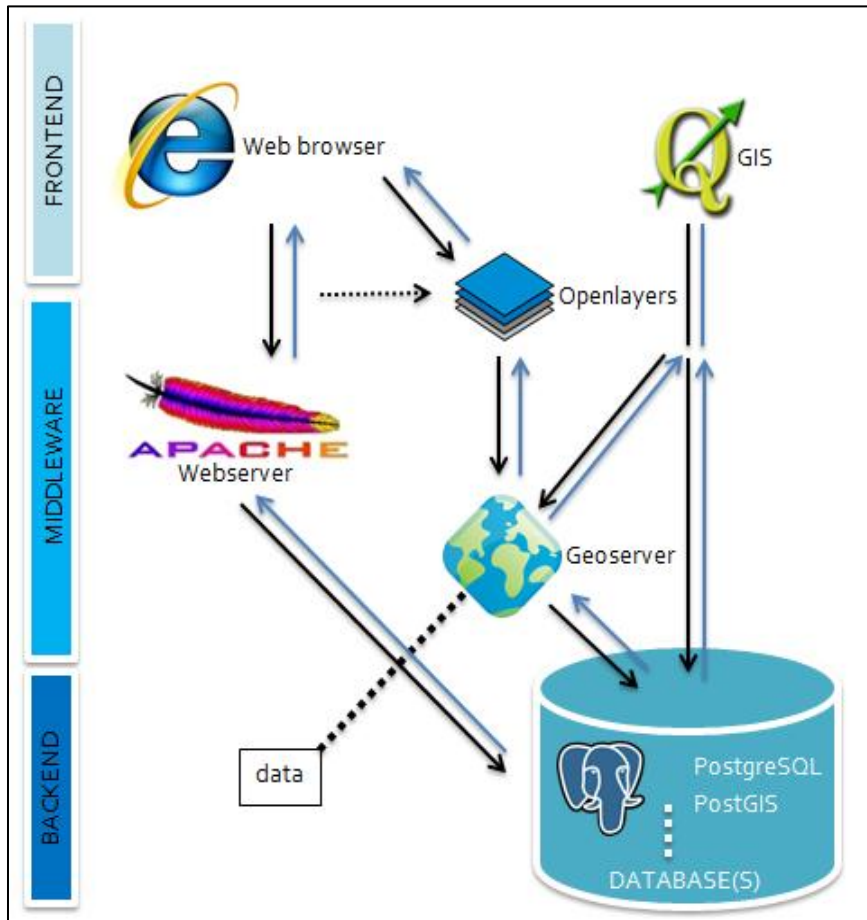 FRONTEND
Web browser
Q GIS
Openlayers
MIDDLEWARE
APACHE
Webserver
Geoserver
BACKEND
data
PostgreSQL
PostGIS
DATABASE(S)